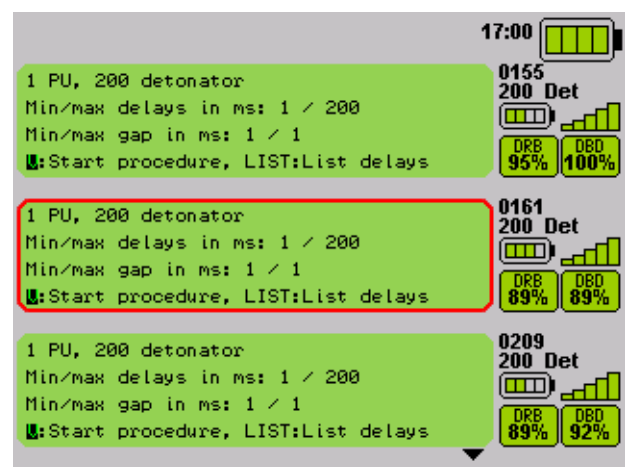 17:00
1 PU, 200 detonator
Min/max delays in ms: 1 / 200
Min/max gap in ms: 1 / 1
:Start procedure, LIST:List delays
0155
200 Det
DRB DBD
95% 100%
1 PU, 200 detonator
Min/max delays in ms: 1 / 200
Min/max gap in ms: 1 / 1
:Start procedure, LIST:List delays
0161
200 Det
DRB DBD
89% 89%
1 PU, 200 detonator
Min/max delays in ms: 1 / 200
Min/max gap in ms: 1 / 1
:Start procedure, LIST:List delays
0209
200 Det
DRB DBD
89% 92%